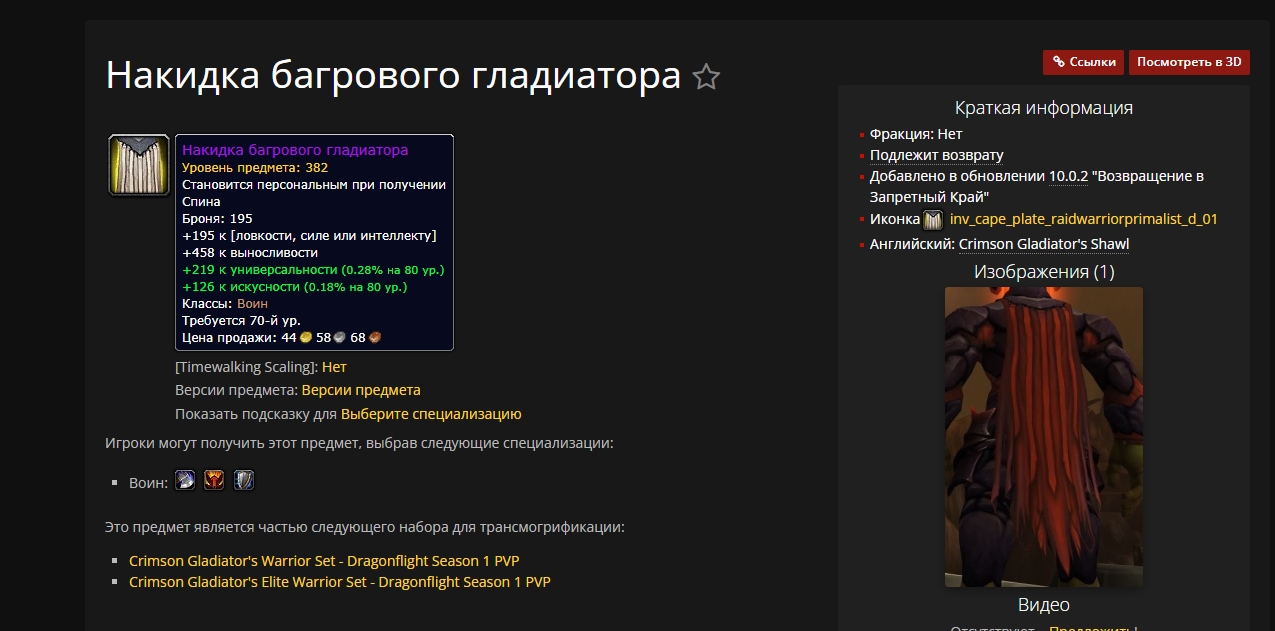 Накидка багрового гладиатора
Ссылки
Посмотреть в 3D
Накидка багрового гладиатора
Уровень предмета: 382
Становится персональным при получении
Спина
Броня: 195
+195 к [ловкости, силе или интеллекту]
+458 к выносливости
+219 к универсальности (0.28% на 80 ур.)
+126 к искусности (0.18% на 80 ур.)
Классы: Воин
Требуется 70-й ур.
Цена продажи: 44 58 68
[Timewalking Scaling]: Нет
Версии предмета: Версии предмета
Показать подсказку для Выберите специализацию
Игроки могут получить этот предмет, выбрав следующие специализации:
Воин:
Это предмет является частью следующего набора для трансмогрификации:
Crimson Gladiator's Warrior Set - Dragonflight Season 1 PVP
Crimson Gladiator's Elite Warrior Set - Dragonflight Season 1 PVP
Краткая информация
Фракция: Нет
Подлежит возврату
Добавлено в обновлении 10.0.2 "Возвращение в
Запретный Край"
Иконка inv_cape_plate_raidwarriorprimalist_d_01
Английский: Crimson Gladiator's Shawl
Изображения (1)
Видео
Отсутствуют – Предложить!